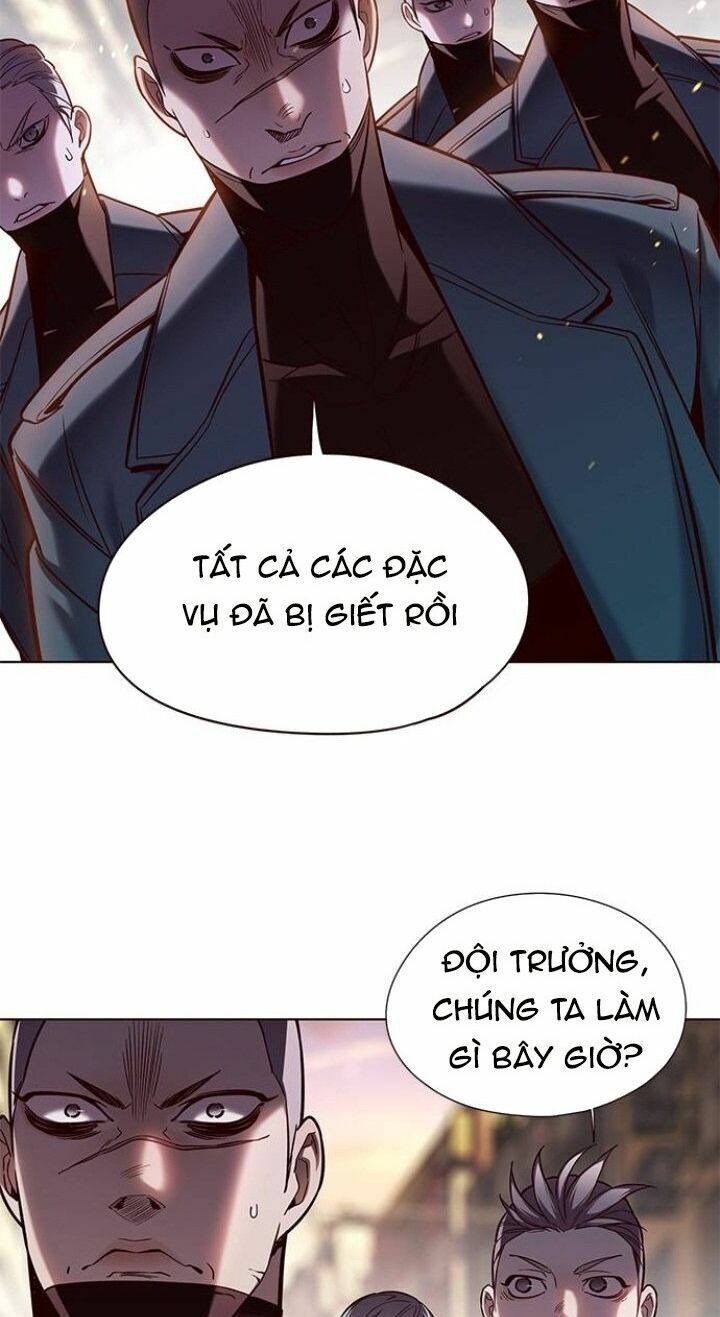 TẤT CẢ CÁC ĐẶC
VỤ ĐÃ BỊ GIẾT RỒI
ĐỘI TRƯỞNG,
CHÚNG TA LÀM
GÌ BÂY GIỜ?